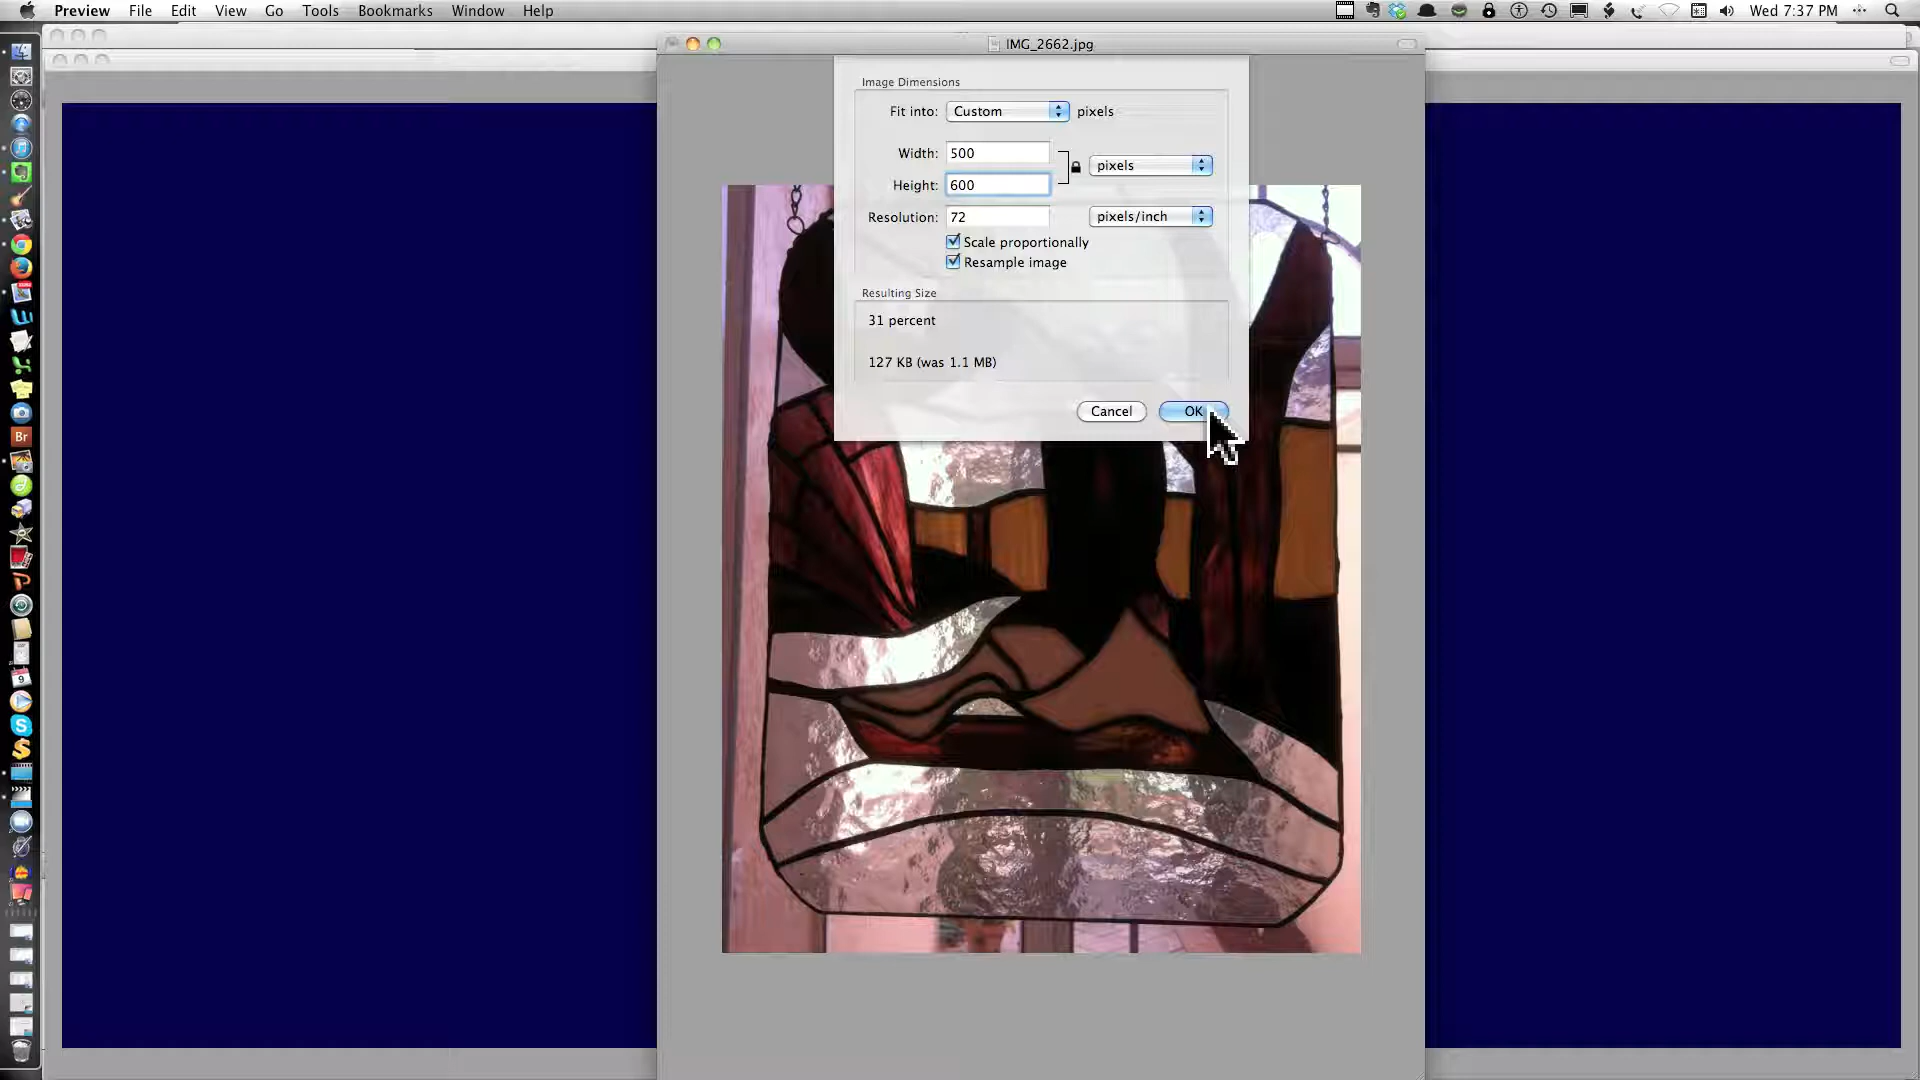 Preview File Edit View Go Tools Bookmarks Window Help
Wed 7:37 PM
IMG_2662.jpg
Image Dimensions
Fit into: Custom pixels
Width: 500
pixels
Height: 600
Resolution: 72 pixels/inch
Scale proportionally
Resample image
Resulting Size
31 percent
127 KB (was 1.1 MB)
Cancel OK
Br
9